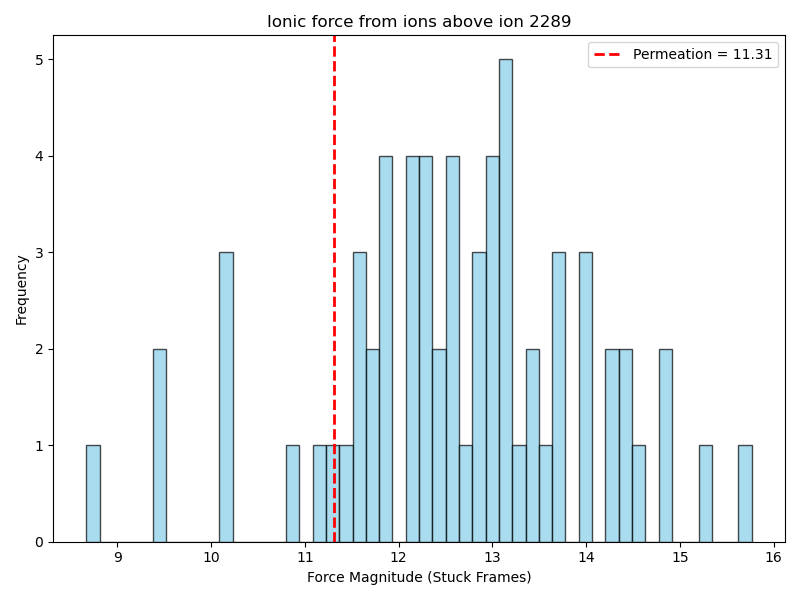 Ionic force from ions above ion 2289
Permeation = 11.31
Frequency
5
4
3
2
1
0
9 10 11 12 13 14 15 16
Force Magnitude (Stuck Frames)